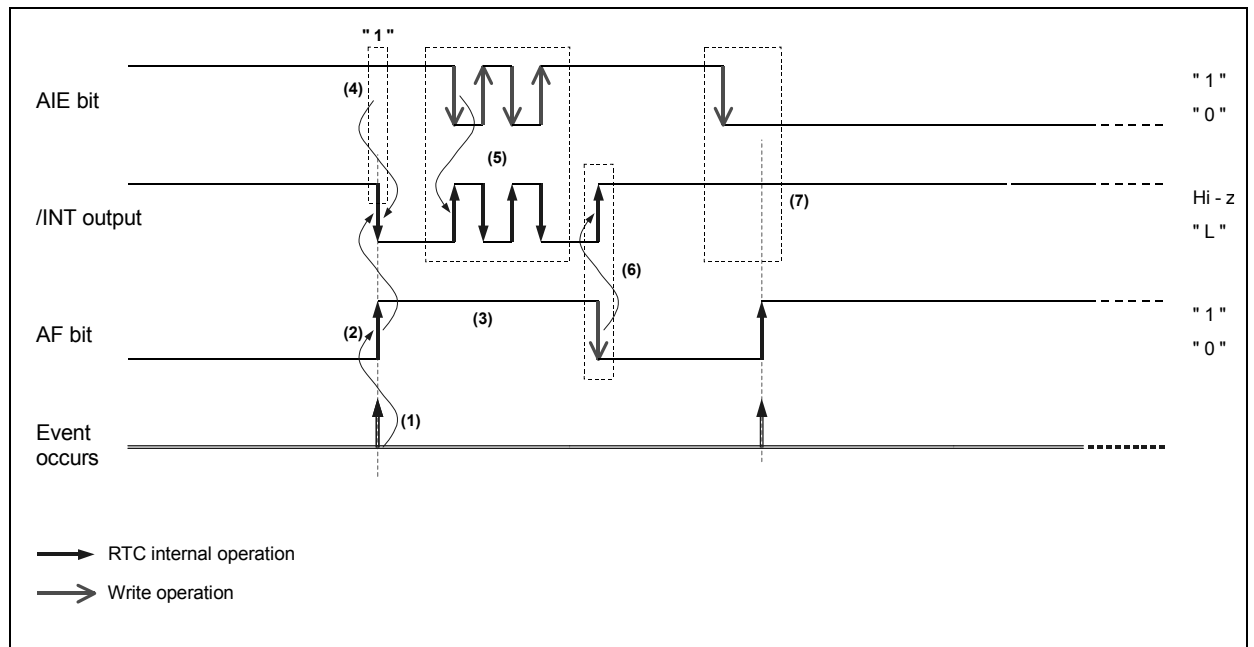 " 1 "
AIE bit
(4)
(5)
" 1 "
" 0 "
/INT output
(7)
Hi - z
" L "
(6)
AF bit
(2)
(3)
" 1 "
" 0 "
(1)
Event
occurs
RTC internal operation
Write operation